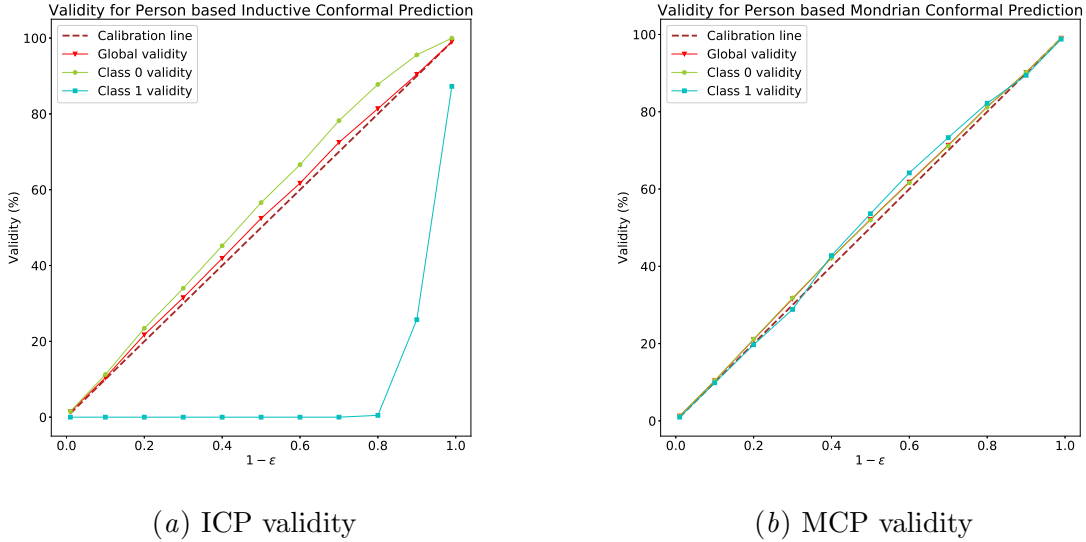 Validity for Person based Inductive Conformal Prediction
Calibration line
Global validity
Class 0 validity
Class 1 validity
Validity (%)
100
80
60
40
20
0
0.0 0.2 0.4 0.6 0.8 1.0
1 − ε
(a) ICP validity
Validity for Person based Mondrian Conformal Prediction
Calibration line
Global validity
Class 0 validity
Class 1 validity
Validity (%)
100
80
60
40
20
0
0.0 0.2 0.4 0.6 0.8 1.0
1 − ε
(b) MCP validity